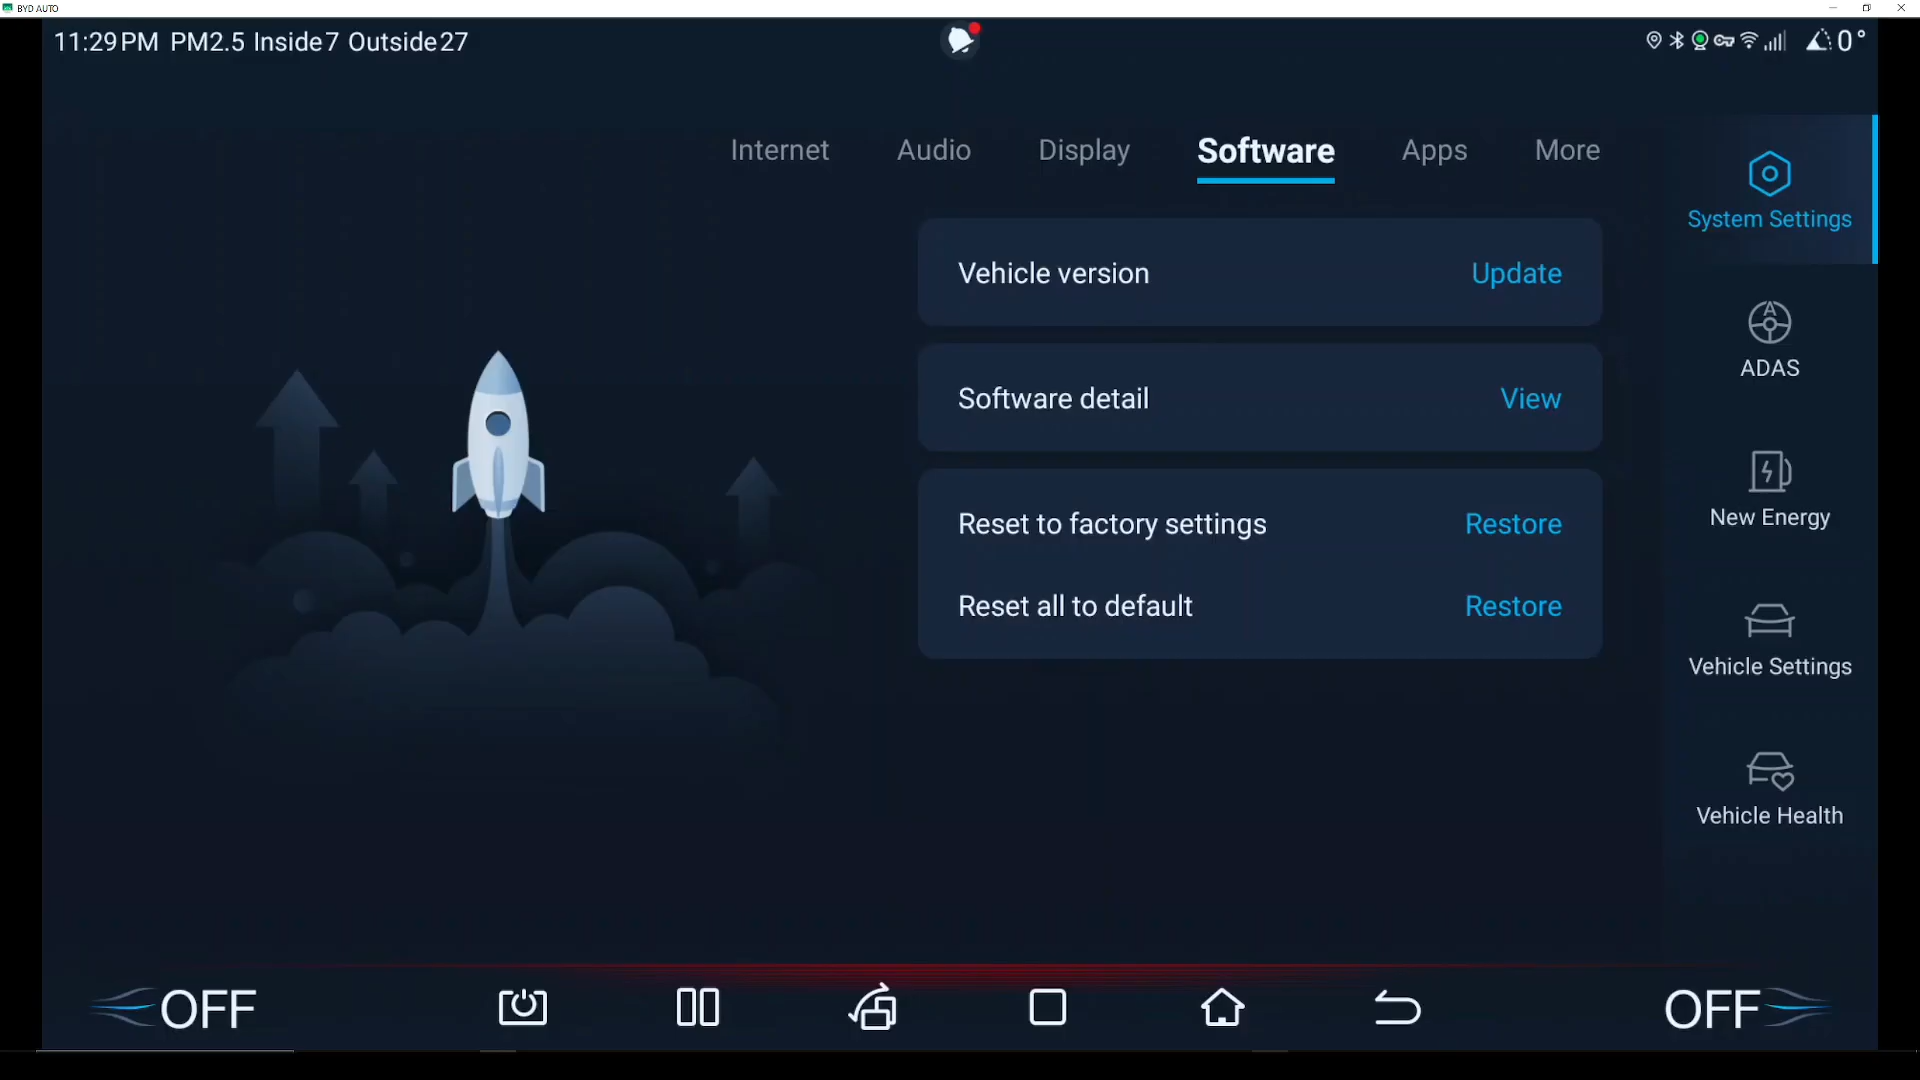 BYD AUTO
11:29PM PM2.5 Inside7 Outside27
0°
Internet Audio Display Software Apps More
System Settings
Vehicle version Update
ADAS
Software detail View
New Energy
Reset to factory settings Restore
Reset all to default Restore
Vehicle Settings
Vehicle Health
OFF OFF